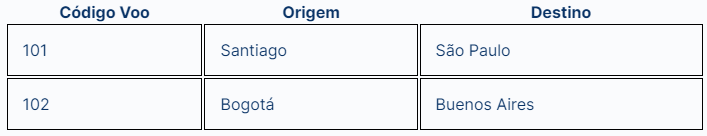 Código Voo Origem Destino
101 Santiago São Paulo
102 Bogotá Buenos Aires